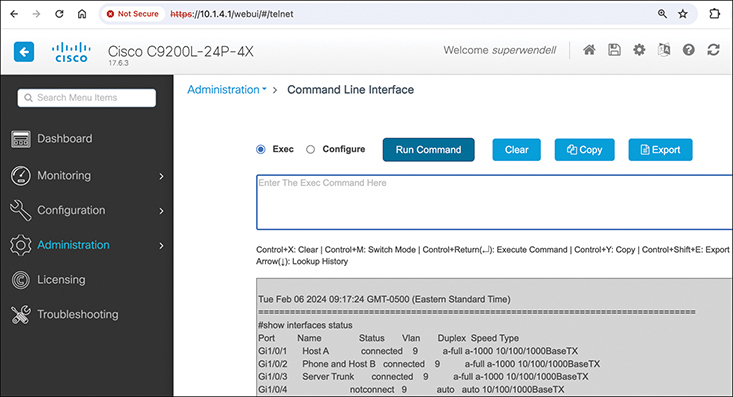 Not Secure https://10.1.4.1/webui/#/telnet
CISCO
Cisco C9200L-24P-4X
17.6.3
Welcome superwendell
Search Menu Items
Dashboard
Monitoring
Configuration
Administration
Licensing
Troubleshooting
Administration > Command Line Interface
Exec Configure Run Command Clear Copy Export
Enter The Exec Command Here
Control+X: Clear | Control+M: Switch Mode | Control+Return(↵): Execute Command | Control+Y: Copy | Control+Shift+E: Export
Arrow(↓): Lookup History
Tue Feb 06 2024 09:17:24 GMT-0500 (Eastern Standard Time)
======================================================================================
#show interfaces status
Port Name Status Vlan Duplex Speed Type
Gi1/0/1 Host A connected 9 a-full a-1000 10/100/1000BaseTX
Gi1/0/2 Phone and Host B connected 9 a-full a-1000 10/100/1000BaseTX
Gi1/0/3 Server Trunk connected 9 a-full a-1000 10/100/1000BaseTX
Gi1/0/4 notconnect 9 auto auto 10/100/1000BaseTX